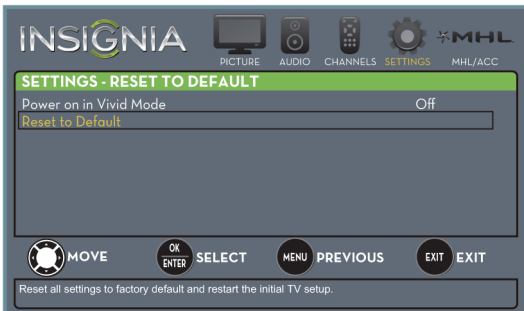 INSIGNIA
PICTURE AUDIO CHANNELS SETTINGS MHL MHL/ACC
SETTINGS - RESET TO DEFAULT
Power on in Vivid Mode Off
Reset to Default
MOVE OK ENTER SELECT MENU PREVIOUS EXIT EXIT
Reset all settings to factory default and restart the initial TV setup.